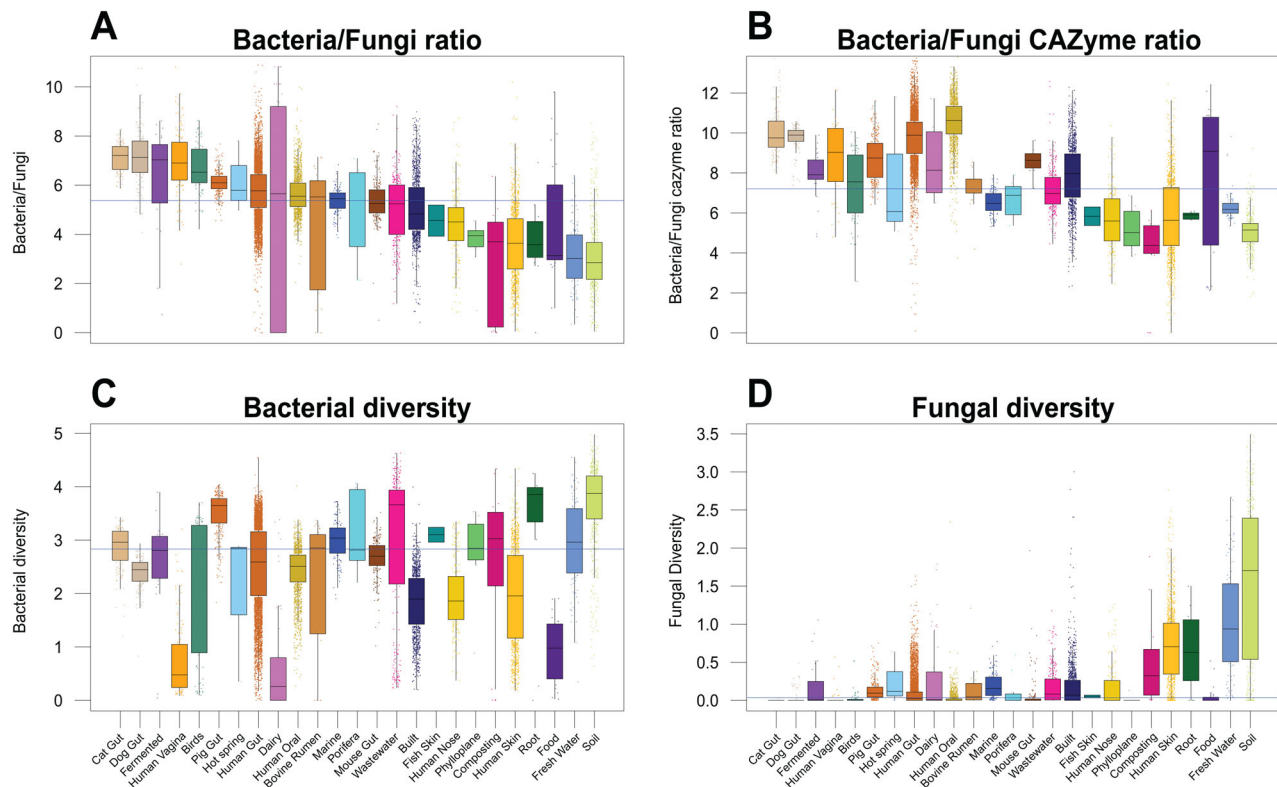 A
Bacteria/Fungi ratio
Bacteria/Fungi
10
8
6
4
2
0
B
Bacteria/Fungi CAZyme ratio
Bacteria/Fungi cazyme ratio
12
10
8
6
4
2
0
C
Bacterial diversity
Bacterial diversity
5
4
3
2
1
0
Cat Gut
Dog Gut
Fermented
Human Vagina
Birds
Pig Gut
Hot spring
Human Gut
Dairy
Human Oral
Bovine Rumen
Marine
Porifera
Mouse Gut
Wastewater
Built
Fish Skin
Human Nose
Phylloplane
Composting
Human Skin
Root
Food
Fresh Water
Soil
D
Fungal diversity
Fungal Diversity
3.5
3.0
2.5
2.0
1.5
1.0
0.5
0.0
Cat Gut
Dog Gut
Fermented
Human Vagina
Birds
Pig Gut
Hot spring
Human Gut
Dairy
Human Oral
Bovine Rumen
Marine
Porifera
Mouse Gut
Wastewater
Built
Fish Skin
Human Nose
Phylloplane
Composting
Human Skin
Root
Food
Fresh Water
Soil